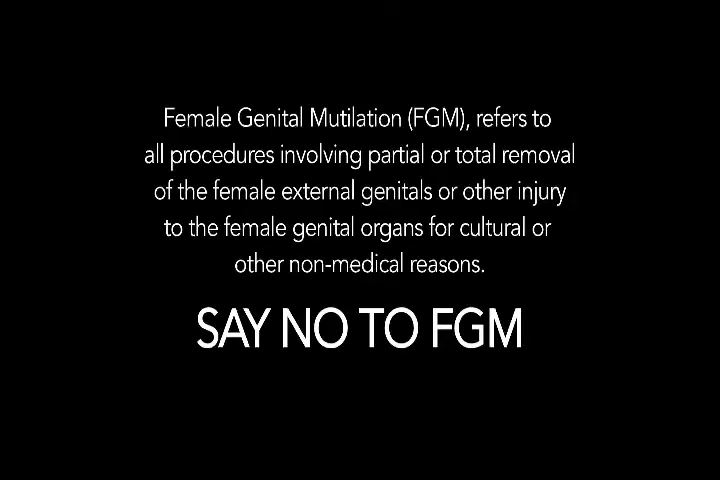 Female Genital Mutilation (FGM), refers to
all procedures involving partial or total removal
of the female external genitals or other injury
to the female genital organs for cultural or
other non-medical reasons.
SAY NO TO FGM